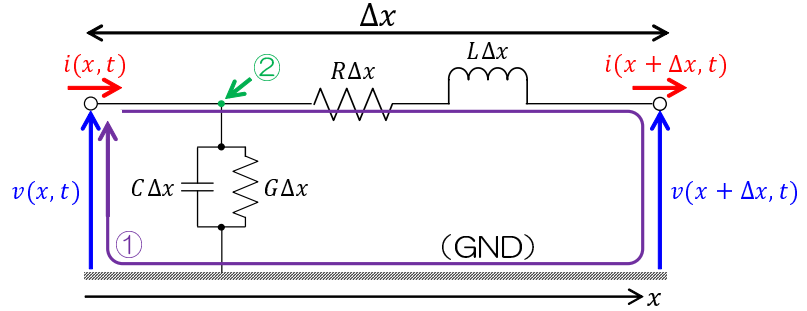 Δx
i(x, t)
②
RΔx
LΔx
i(x + Δx, t)
v(x, t)
CΔx
GΔx
v(x + Δx, t)
①
（GND）
x